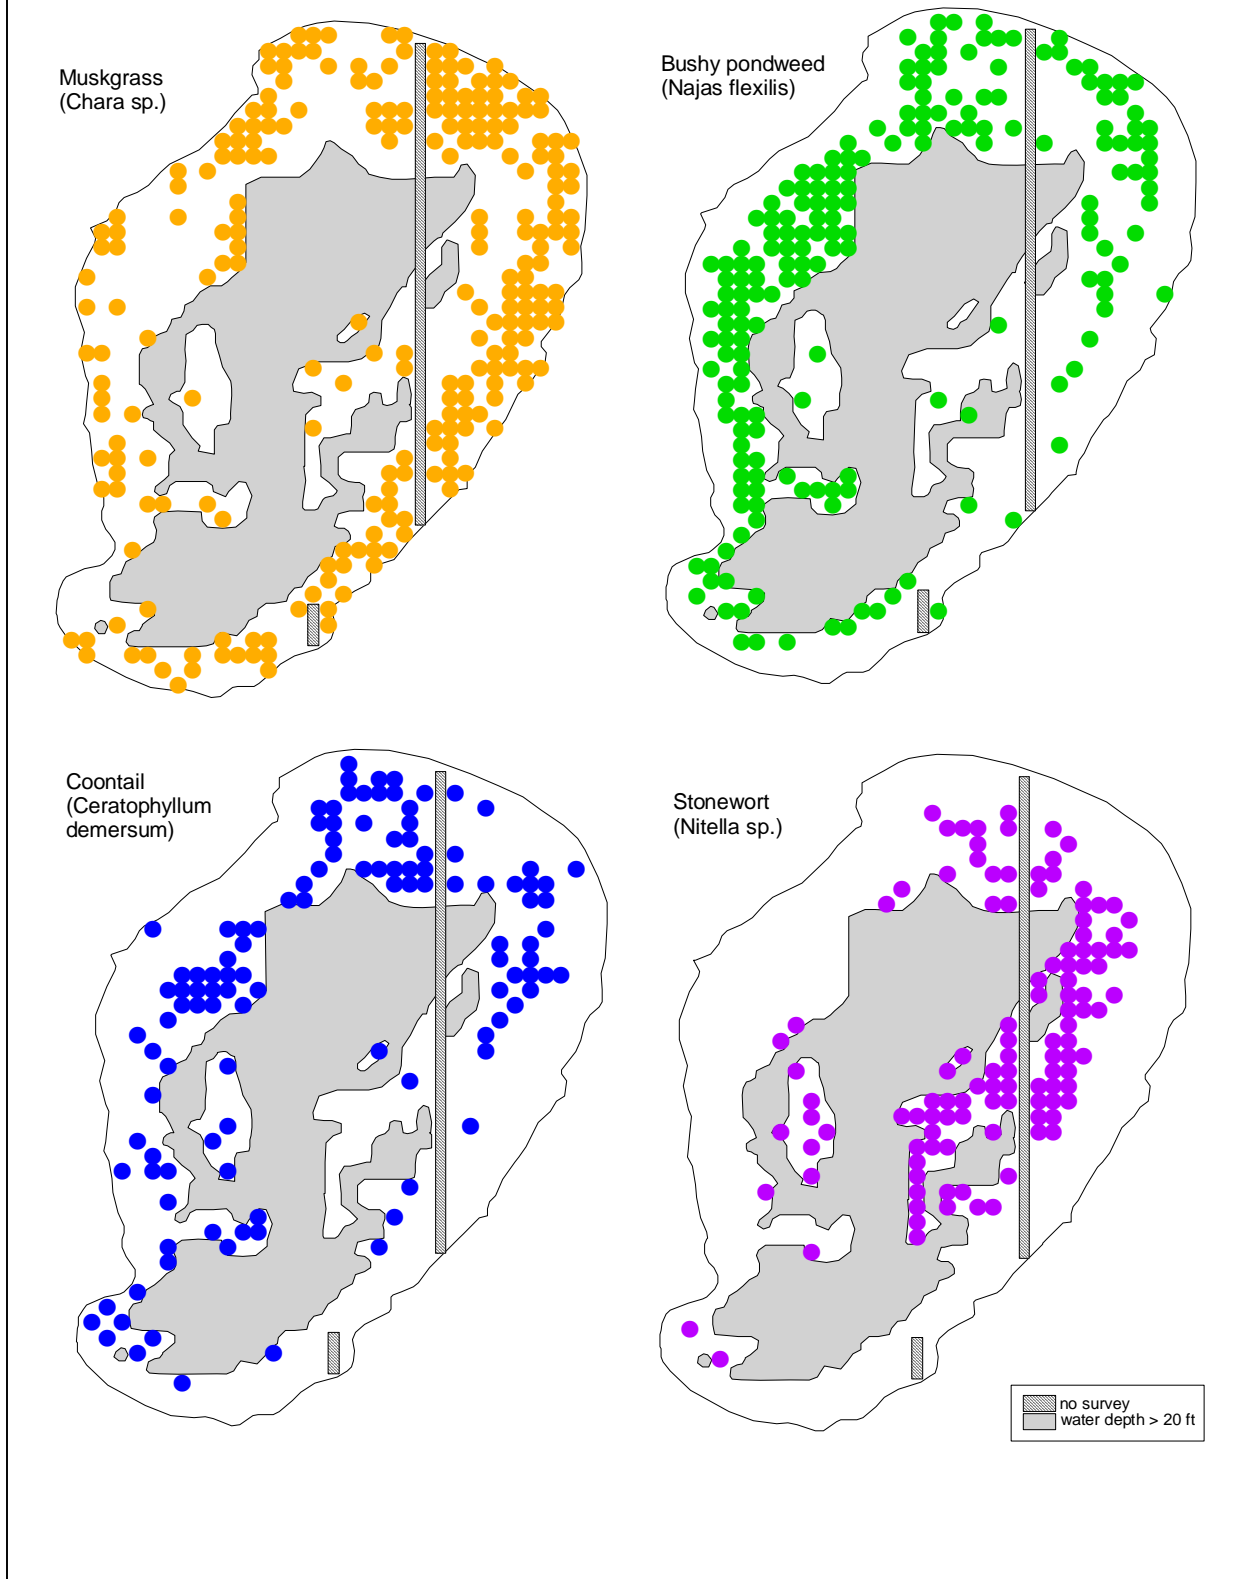 Muskgrass
(Chara sp.)
Bushy pondweed
(Najas flexilis)
Coontail
(Ceratophyllum
demersum)
Stonewort
(Nitella sp.)
no survey
water depth > 20 ft